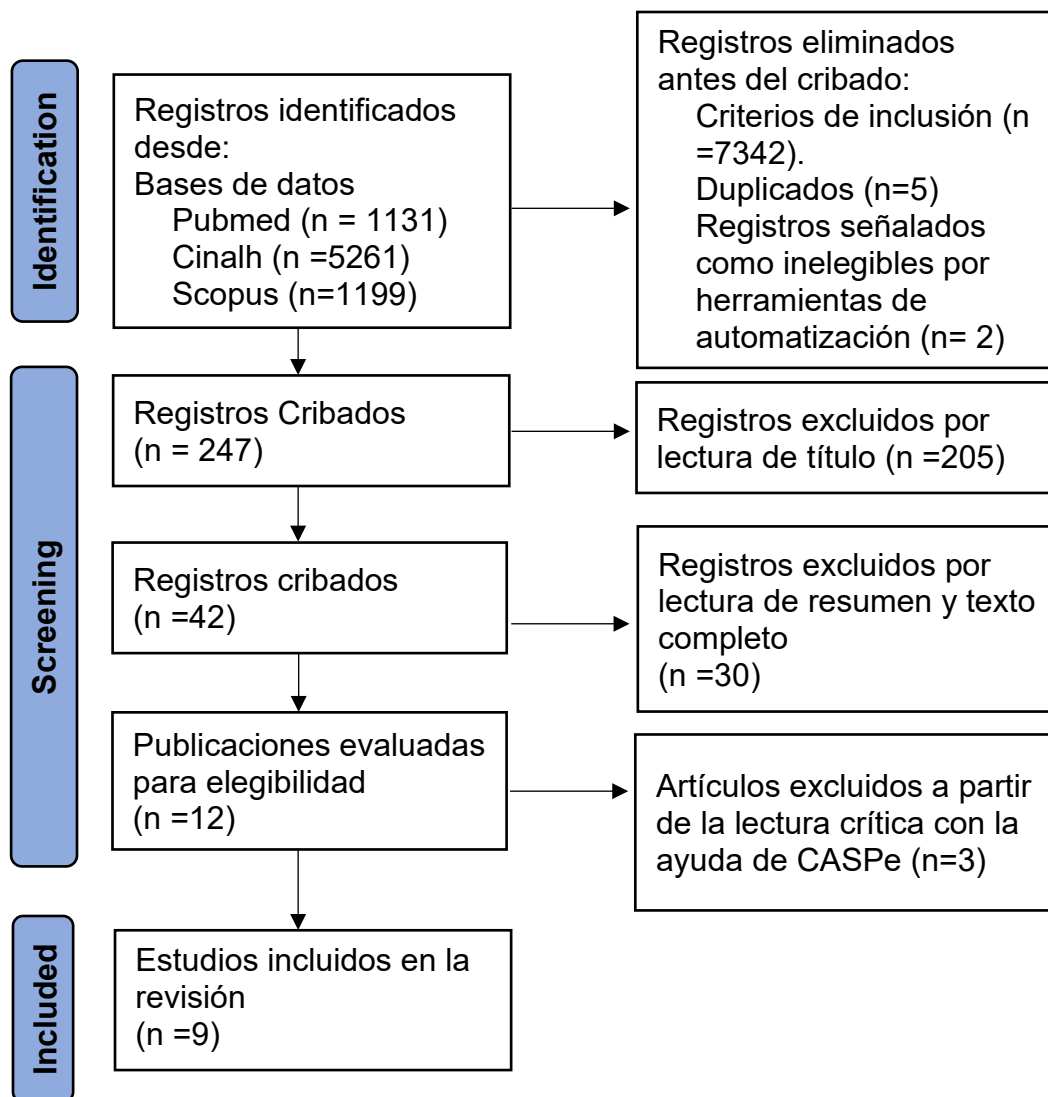 Identification
Registros identificados
desde:
Bases de datos
Pubmed (n = 1131)
Cinalh (n =5261)
Scopus (n=1199)
Registros eliminados
antes del cribado:
Criterios de inclusión (n
=7342).
Duplicados (n=5)
Registros señalados
como inelegibles por
herramientas de
automatización (n= 2)
Screening
Registros Cribados
(n = 247)
Registros excluidos por
lectura de título (n =205)
Registros cribados
(n =42)
Registros excluidos por
lectura de resumen y texto
completo
(n =30)
Publicaciones evaluadas
para elegibilidad
(n =12)
Artículos excluidos a partir
de la lectura crítica con la
ayuda de CASPe (n=3)
Included
Estudios incluidos en la
revisión
(n =9)